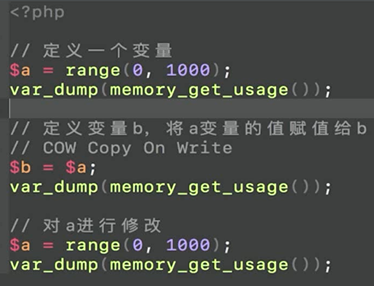 <?php
// 定义一个变量
$a = range(0, 1000);
var_dump(memory_get_usage());
// 定义变量b, 将a变量的值赋值给b
// COW Copy On Write
$b = $a;
var_dump(memory_get_usage());
// 对a进行修改
$a = range(0, 1000);
var_dump(memory_get_usage());